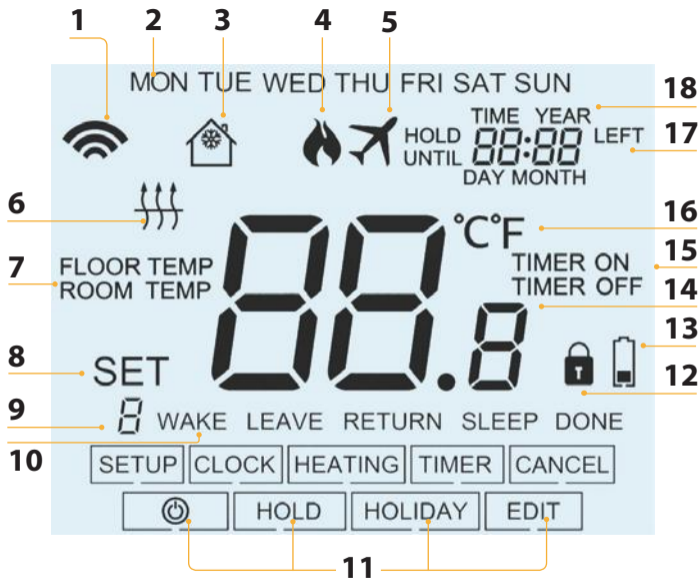 1 2 3 4 5
MON TUE WED THU FRI SAT SUN
18
TIME YEAR
HOLD UNTIL 88:88 LEFT
17
DAY MONTH
6
°C°F
16
7
FLOOR TEMP
ROOM TEMP
88.8
TIMER ON
TIMER OFF
15
14
13
8
SET
12
9
8 WAKE LEAVE RETURN SLEEP DONE
10
SETUP CLOCK HEATING TIMER CANCEL
HOLD HOLIDAY EDIT
11